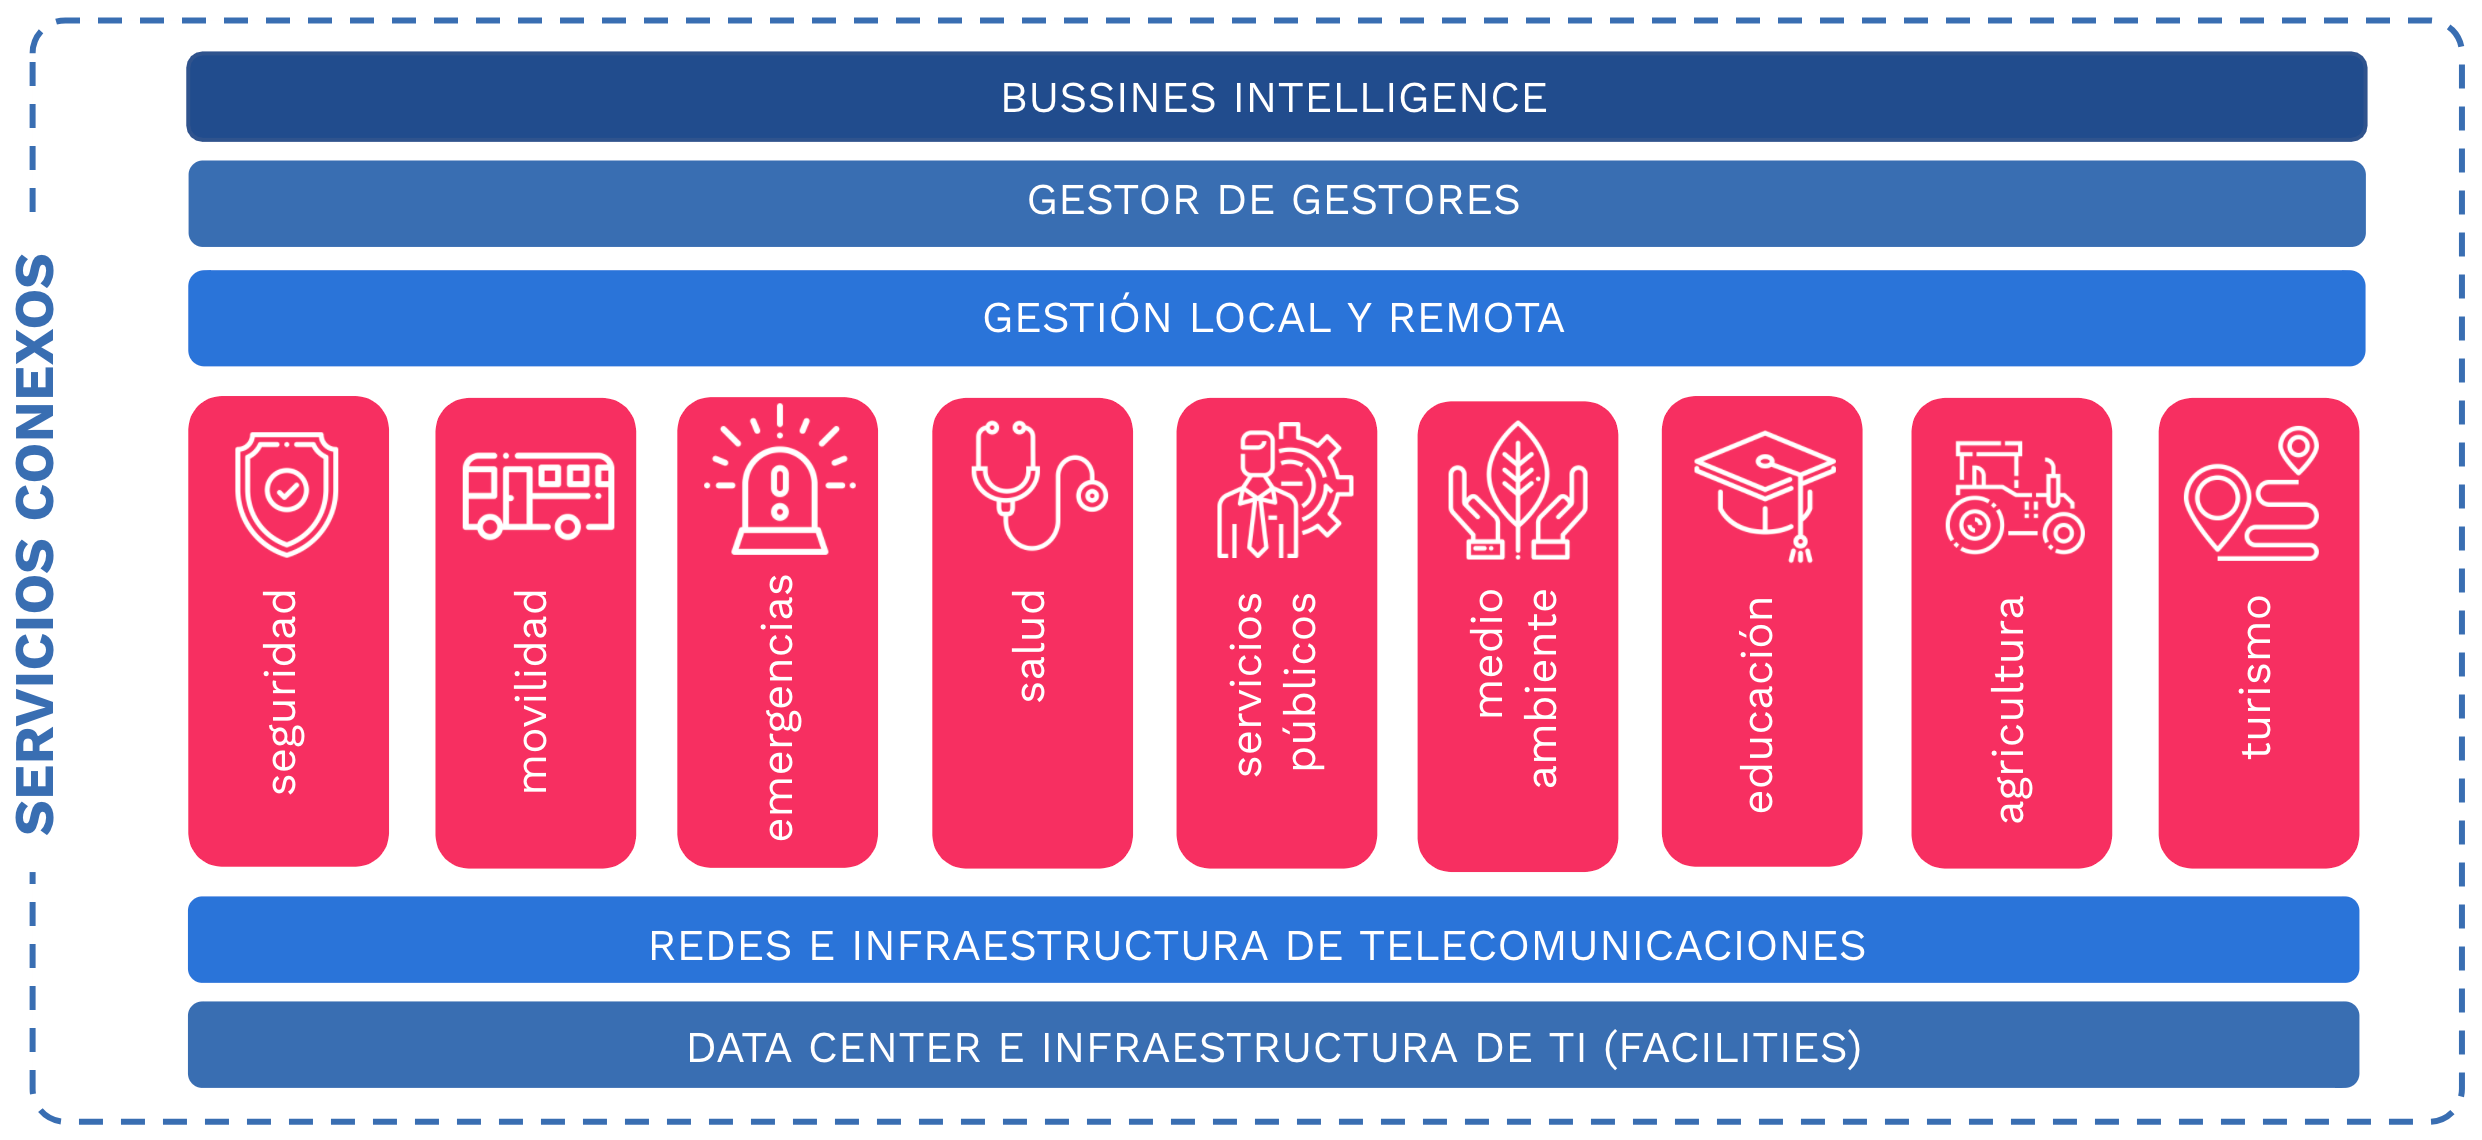 SERVICIOS CONEXOS
BUSSINES INTELLIGENCE
GESTOR DE GESTORES
GESTIÓN LOCAL Y REMOTA
seguridad
movilidad
emergencias
salud
servicios
públicos
medio
ambiente
educación
agricultura
turismo
REDES E INFRAESTRUCTURA DE TELECOMUNICACIONES
DATA CENTER E INFRAESTRUCTURA DE TI (FACILITIES)